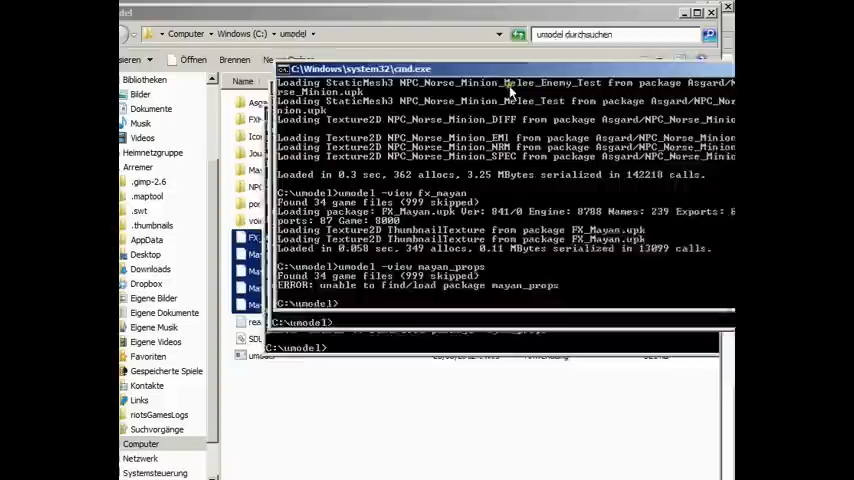 Computer
Windows (C:)
umodel
umodel durchsuchen
Öffnen
Brennen
Bibliotheken
Bilder
Dokumente
Musik
Videos
Heimnetzgruppe
Arremer
.gimp-2.6
.maptool
.swt
.thumbnails
AppData
Desktop
Downloads
Dropbox
Eigene Bilder
Eigene Dokumente
Eigene Musik
Eigene Videos
Favoriten
Gespeicherte Spiele
Kontakte
Links
riotsGamesLogs
Suchvorgänge
Computer
Netzwerk
Systemsteuerung
Name
C:\Windows\system32\cmd.exe
Loading StaticMesh3 NPC_Norse_Minion_Melee_Enemy_Test from package Asgard/N
rse_Minion.upk
Loading StaticMesh3 NPC_Norse_Minion_Melee_Test from package Asgard/NPC_Nor
nion.upk
Loading Texture2D NPC_Norse_Minion_DIFF from package Asgard/NPC_Norse_Minio
Loading Texture2D NPC_Norse_Minion_EMI from package Asgard/NPC_Norse_Minion
Loading Texture2D NPC_Norse_Minion_NRM from package Asgard/NPC_Norse_Minion
Loading Texture2D NPC_Norse_Minion_SPEC from package Asgard/NPC_Norse_Minio
Loaded in 0.3 sec, 362 allocs, 3.25 MBytes serialized in 142218 calls.
C:\umodel>umodel -view fx_mayan
Found 34 game files (999 skipped)
Loading package: FX_Mayan.upk Ver: 841/0 Engine: 8788 Names: 239 Exports: 8
ports: 87 Game: 8000
Loading Texture2D ThumbnailTexture from package FX_Mayan.upk
Loading Texture2D ThumbnailTexture from package FX_Mayan.upk
Loaded in 0.058 sec, 349 allocs, 0.11 MBytes serialized in 13099 calls.
C:\umodel>umodel -view mayan_props
Found 34 game files (999 skipped)
ERROR: unable to find/load package mayan_props
C:\umodel>
C:\umodel>
C:\umodel>